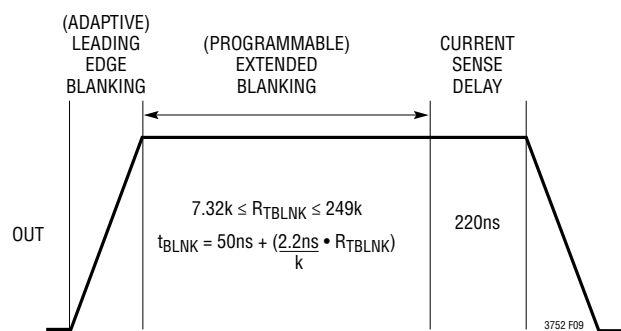 (ADAPTIVE)
LEADING
EDGE
BLANKING
(PROGRAMMABLE)
EXTENDED
BLANKING
CURRENT
SENSE
DELAY
OUT
7.32k ≤ RTBLNK ≤ 249k
tBLNK = 50ns + (2.2ns/k • RTBLNK)
220ns
3752 F09